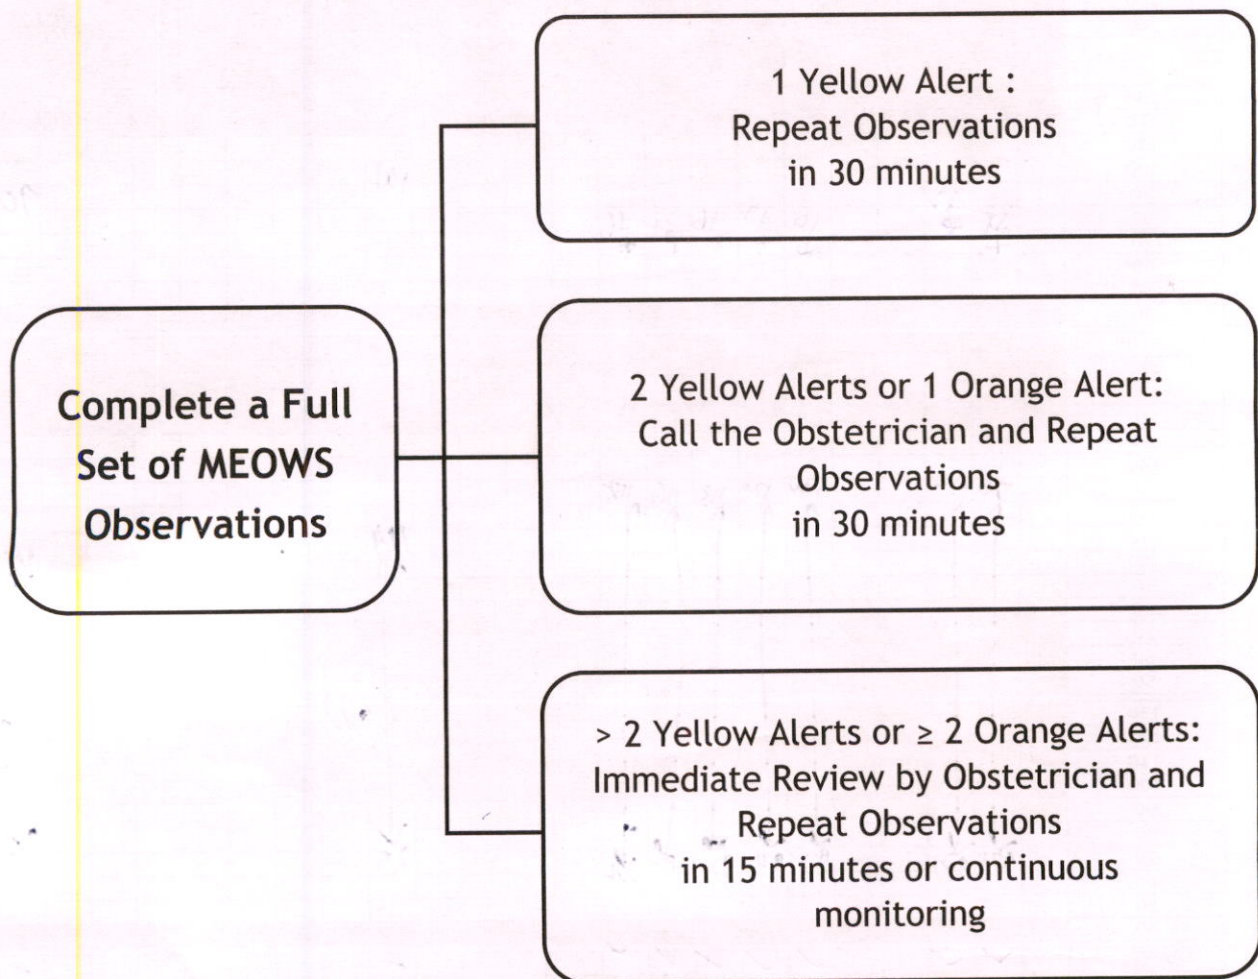 1 Yellow Alert :
Repeat Observations
in 30 minutes
Complete a Full
Set of MEOWS
Observations
2 Yellow Alerts or 1 Orange Alert:
Call the Obstetrician and Repeat
Observations
in 30 minutes
> 2 Yellow Alerts or ≥ 2 Orange Alerts:
Immediate Review by Obstetrician and
Repeat Observations
in 15 minutes or continuous
monitoring